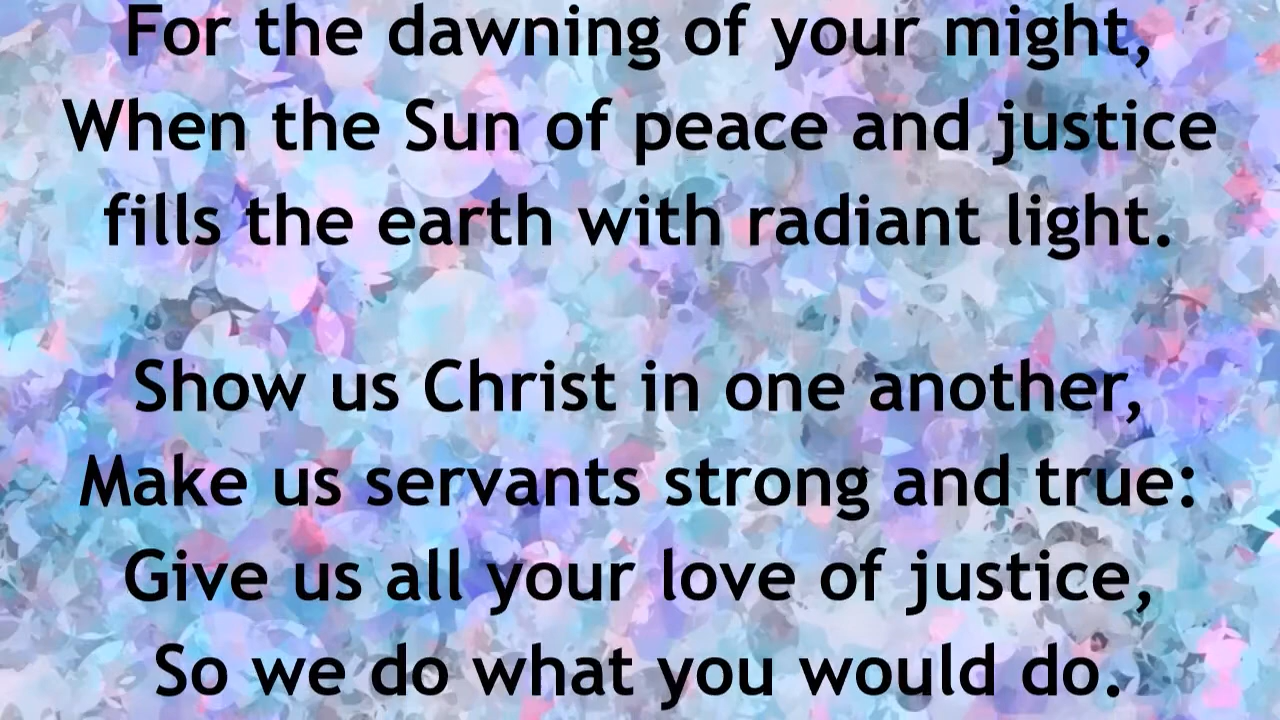 For the dawning of your might,
When the Sun of peace and justice
fills the earth with radiant light.
Show us Christ in one another,
Make us servants strong and true:
Give us all your love of justice,
So we do what you would do.